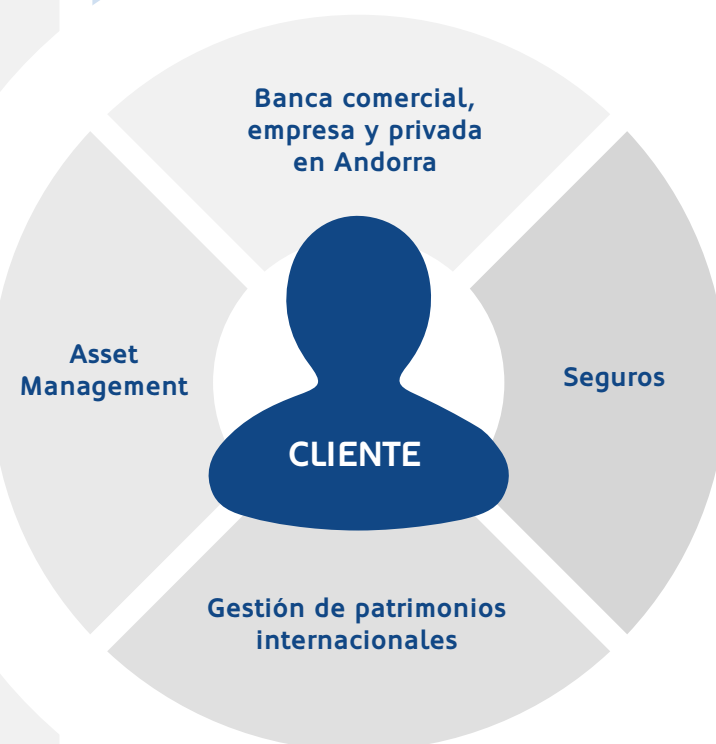 Banca comercial,
empresa y privada
en Andorra
Asset
Management
Seguros
CLIENTE
Gestión de patrimonios
internacionales